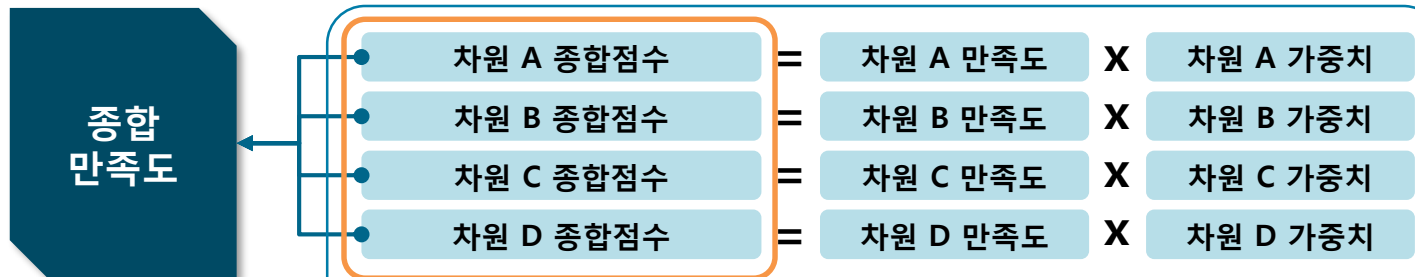 종합
만족도
차원 A 종합점수 = 차원 A 만족도 X 차원 A 가중치
차원 B 종합점수 = 차원 B 만족도 X 차원 B 가중치
차원 C 종합점수 = 차원 C 만족도 X 차원 C 가중치
차원 D 종합점수 = 차원 D 만족도 X 차원 D 가중치